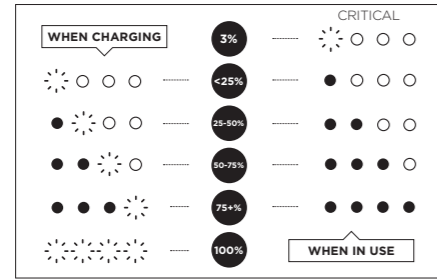 CRITICAL
WHEN CHARGING
3%
<25%
25-50%
50-75%
75+%
100%
WHEN IN USE